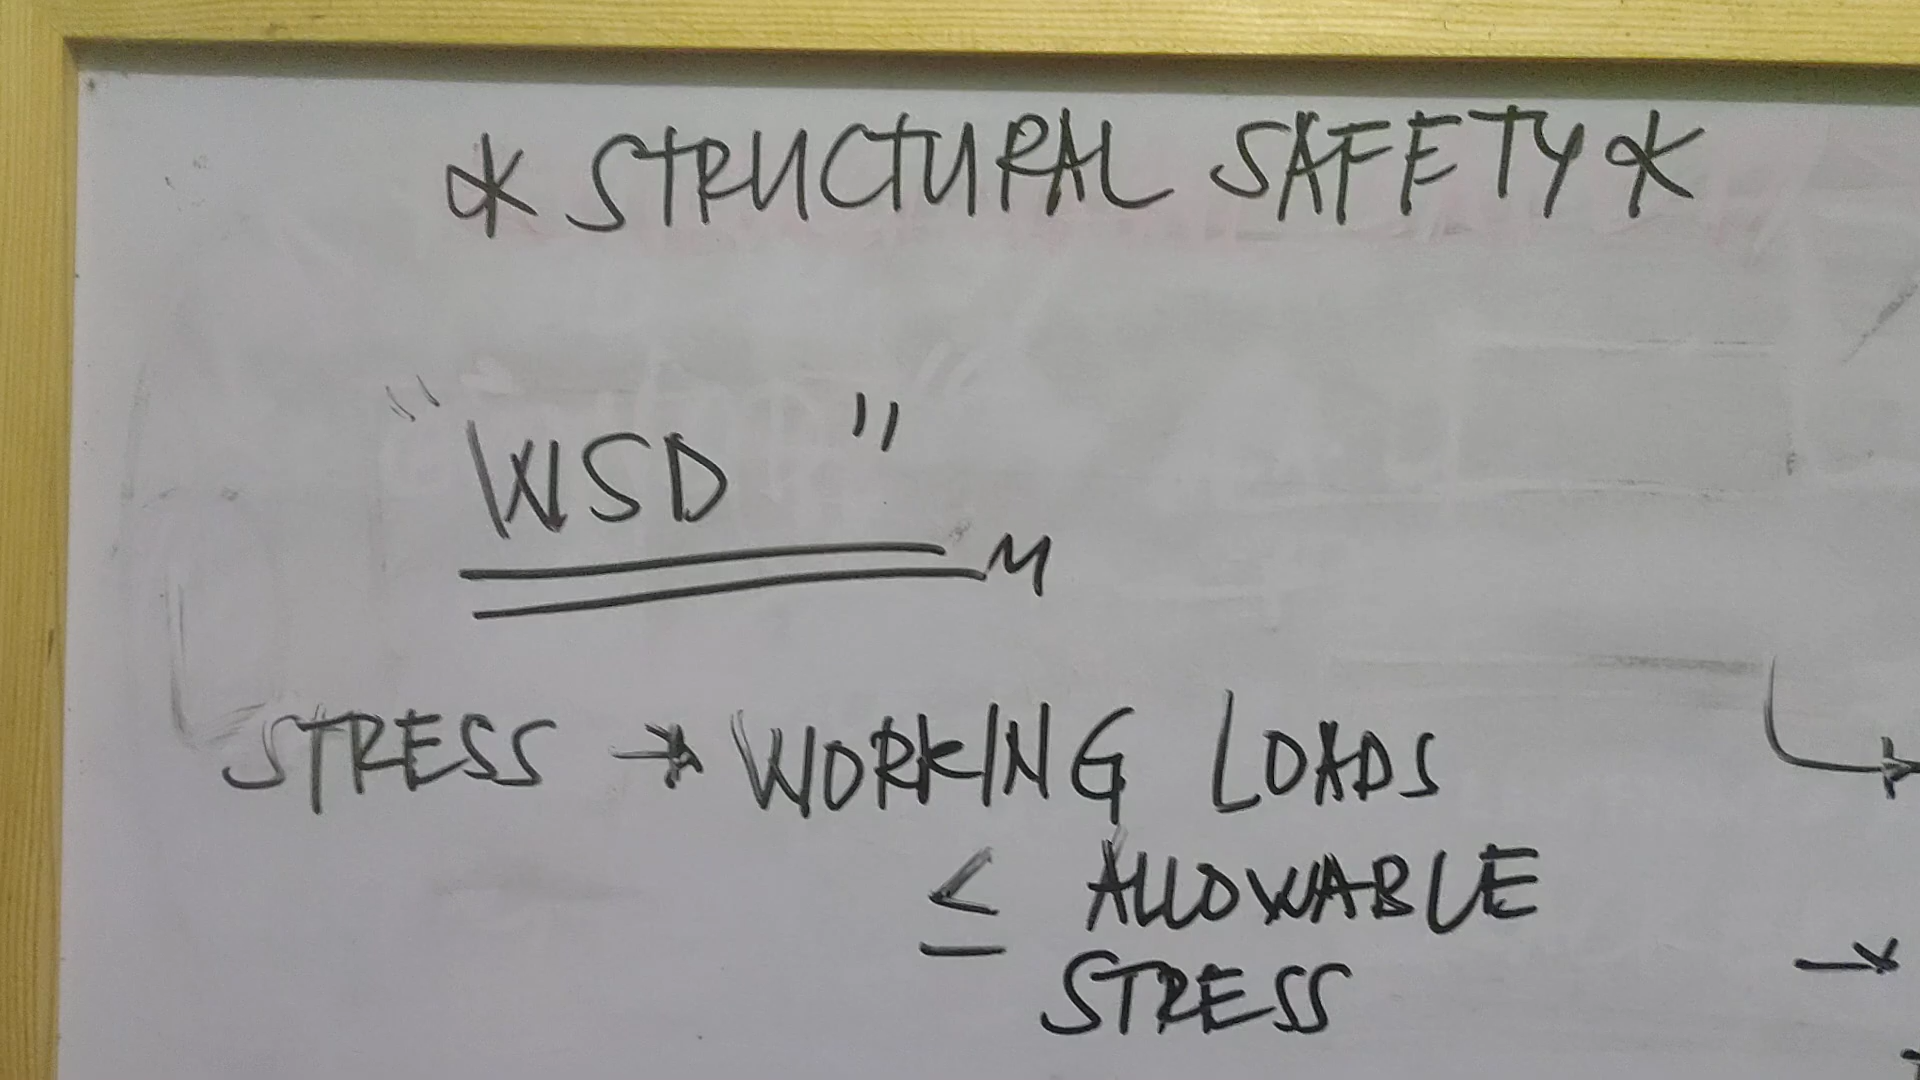 * STRUCTURAL SAFETY *
"WSD"
STRESS → WORKING LOADS
≤ ALLOWABLE
STRESS